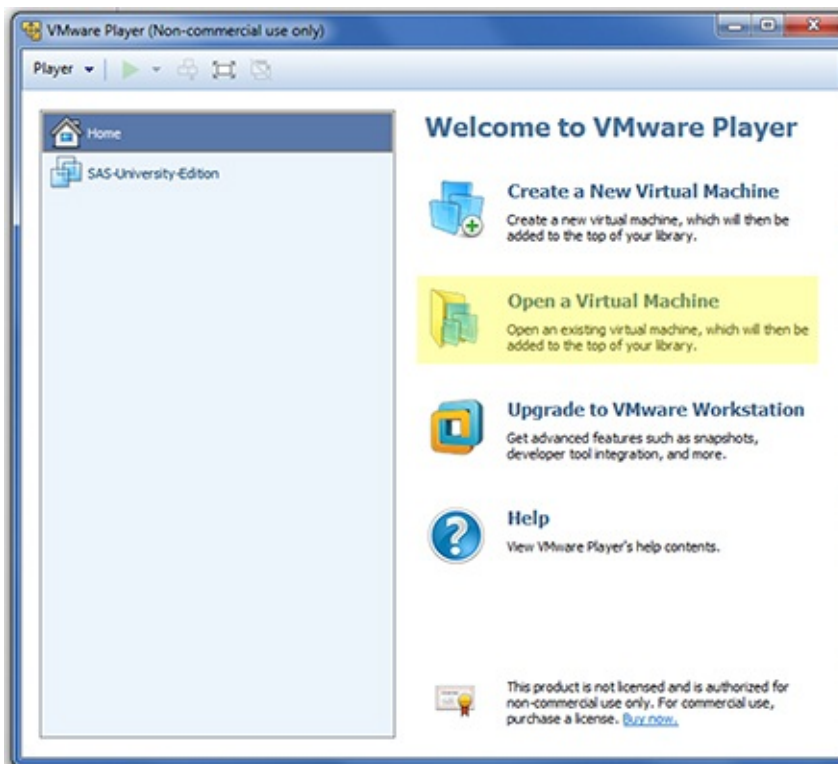 VMware Player (Non-commercial use only)
Player
Home
SAS-University-Edition
Welcome to VMware Player
Create a New Virtual Machine
Create a new virtual machine, which will then be
added to the top of your library.
Open a Virtual Machine
Open an existing virtual machine, which will then be
added to the top of your library.
Upgrade to VMware Workstation
Get advanced features such as snapshots,
developer tool integration, and more.
Help
View VMware Player's help contents.
This product is not licensed and is authorized for
non-commercial use only. For commercial use,
purchase a license. Buy now.